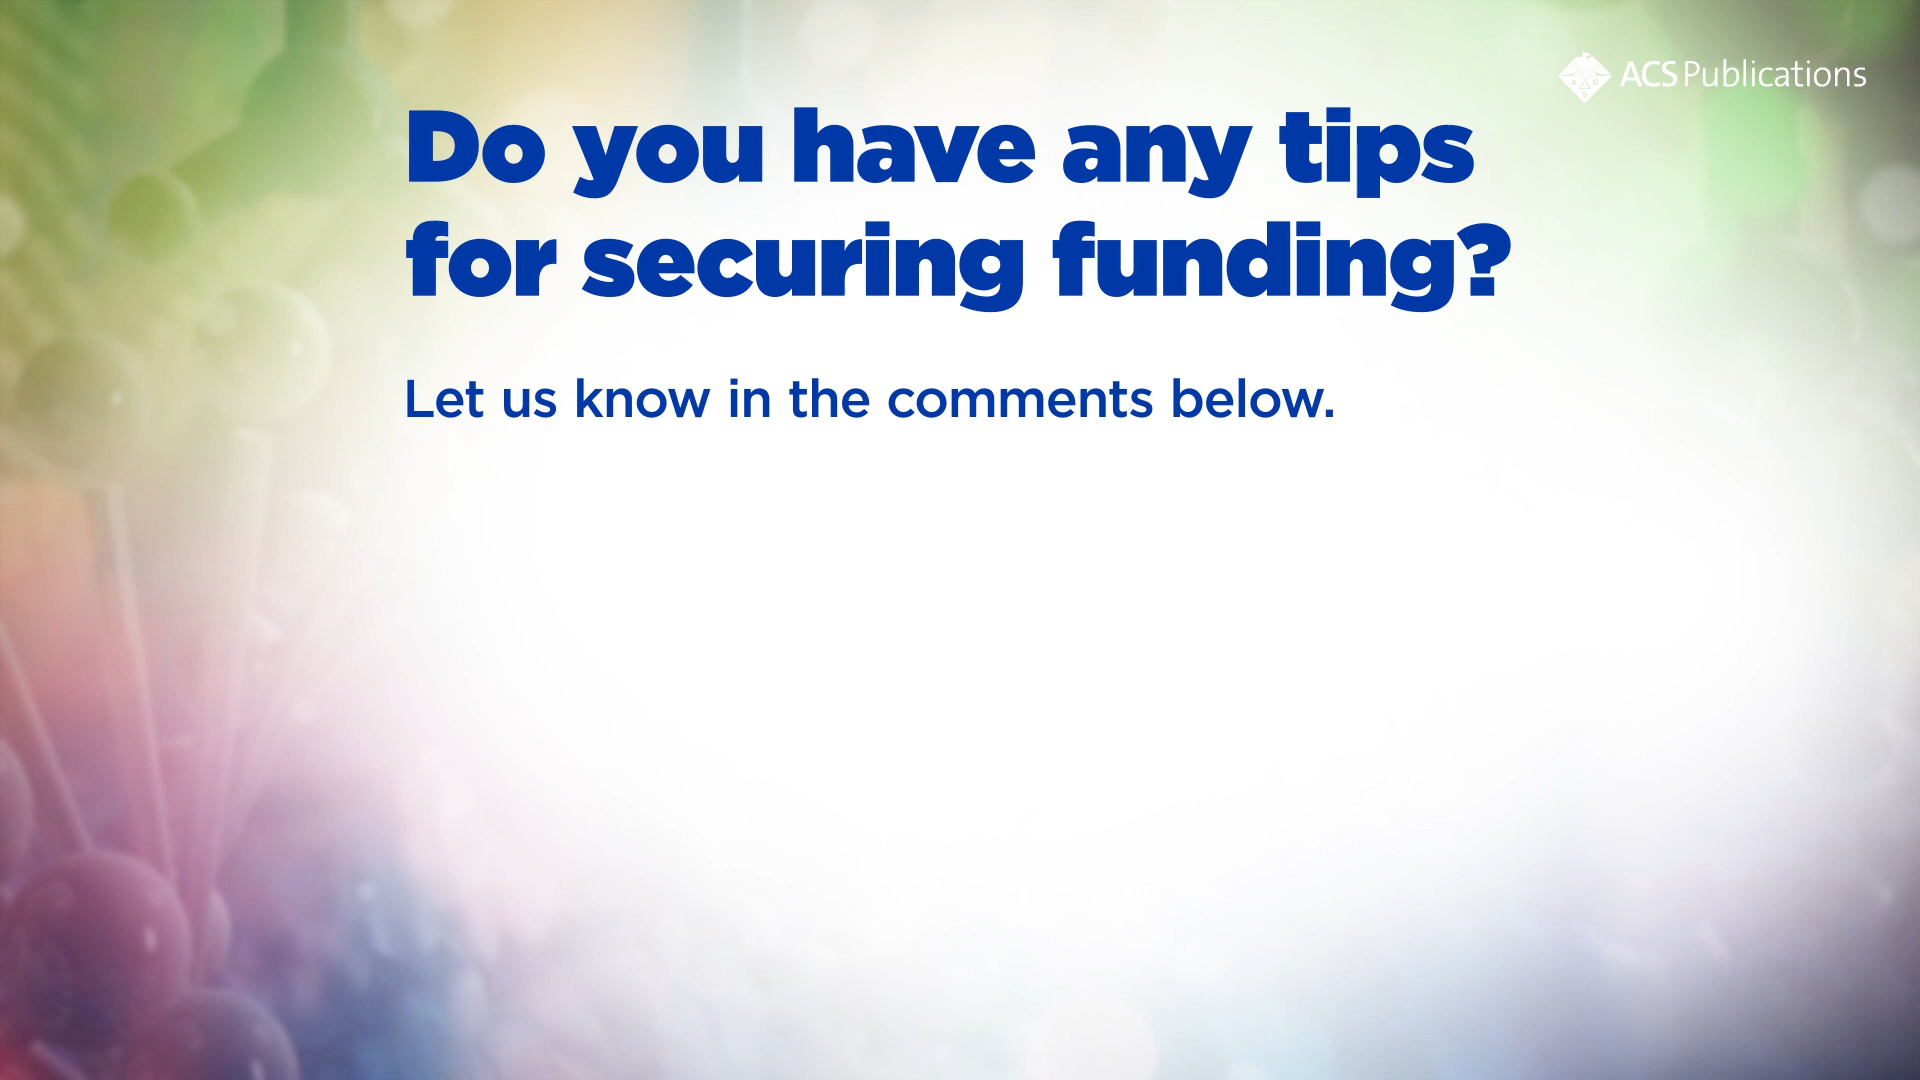 ACS Publications
Do you have any tips
for securing funding?
Let us know in the comments below.